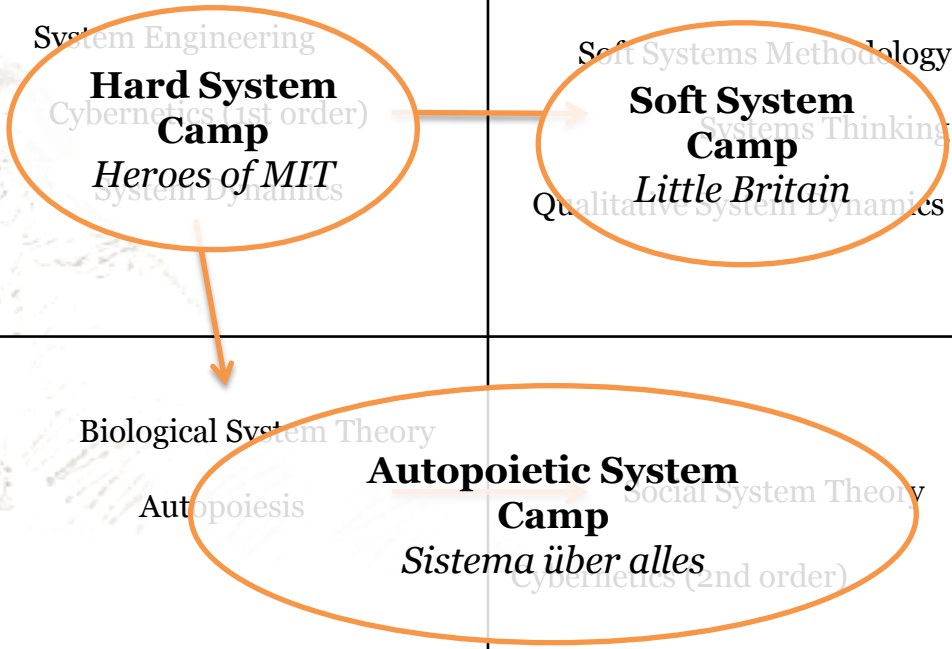 System Engineering
Hard System
Cybernetics (1st order)
Camp
Heroes of MIT
System Dynamics
Soft Systems Methodology
Soft System
Systems Thinking
Camp
Little Britain
Qualitative System Dynamics
Biological System Theory
Autopoiesis
Autopoietic System
Social System Theory
Camp
Sistema über alles
Cybernetics (2nd order)